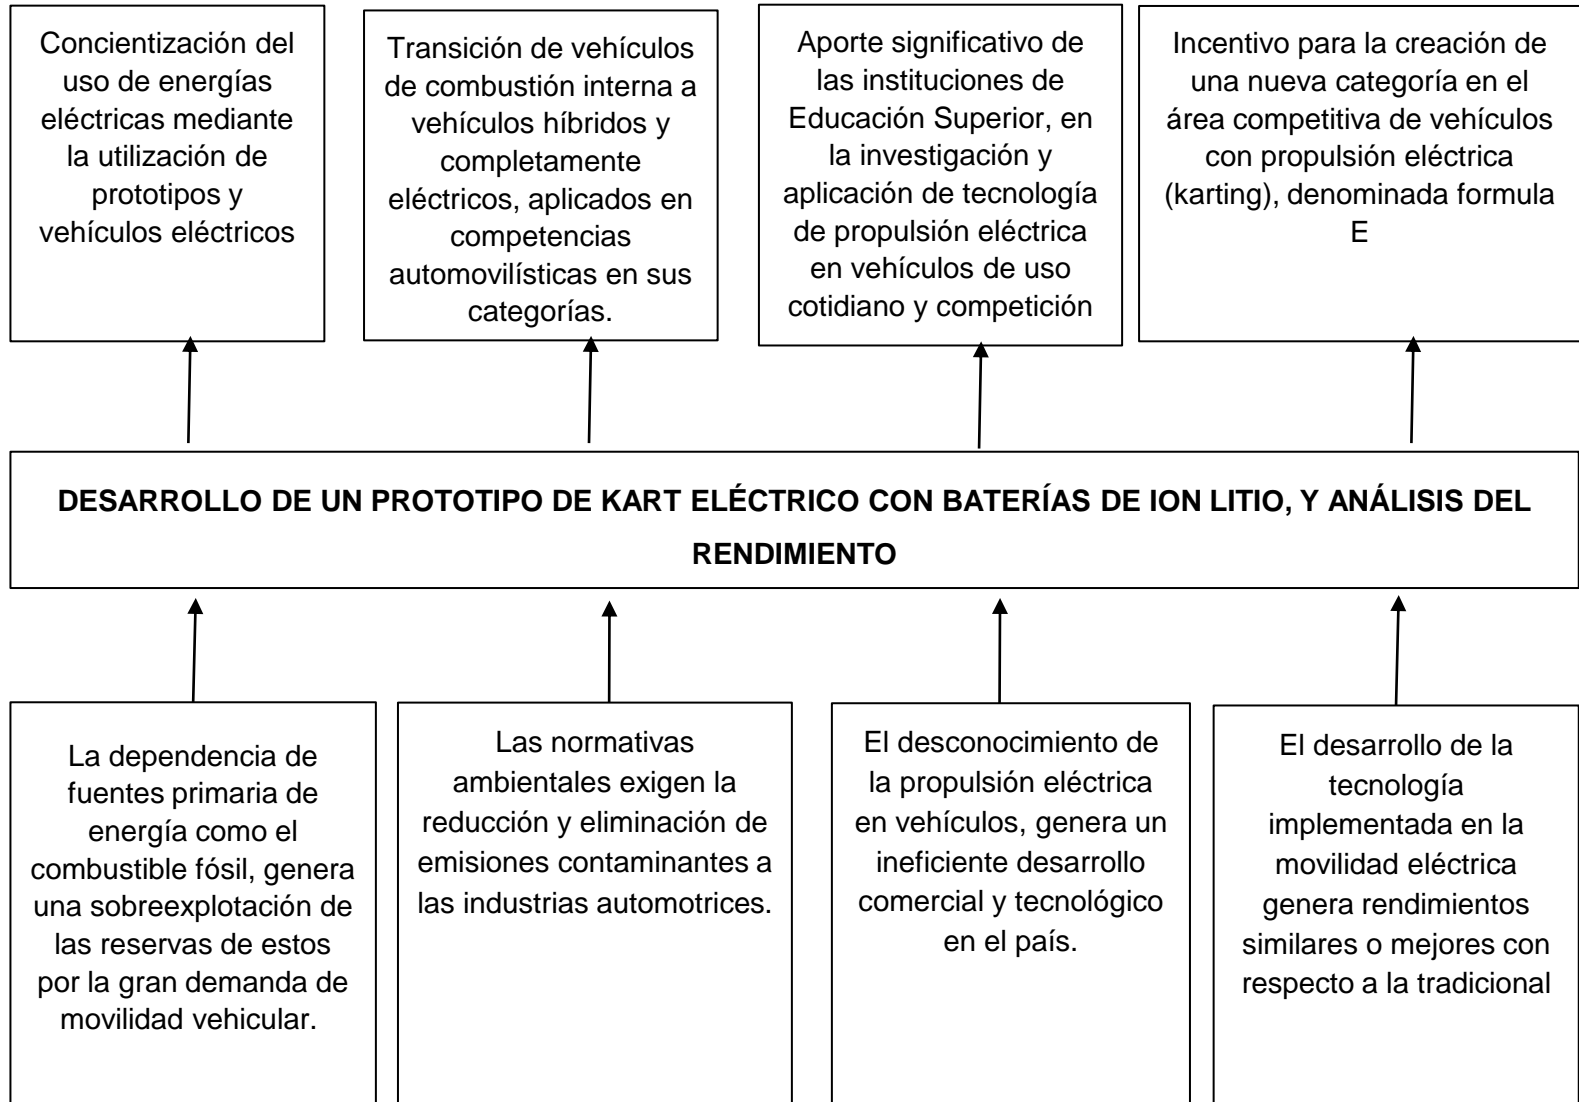 Concientización del
uso de energías
eléctricas mediante
la utilización de
prototipos y
vehículos eléctricos
Transición de vehículos
de combustión interna a
vehículos híbridos y
completamente
eléctricos, aplicados en
competencias
automovilísticas en sus
categorías.
Aporte significativo de
las instituciones de
Educación Superior, en
la investigación y
aplicación de tecnología
de propulsión eléctrica
en vehículos de uso
cotidiano y competición
Incentivo para la creación de
una nueva categoría en el
área competitiva de vehículos
con propulsión eléctrica
(karting), denominada formula
E
DESARROLLO DE UN PROTOTIPO DE KART ELÉCTRICO CON BATERÍAS DE ION LITIO, Y ANÁLISIS DEL
RENDIMIENTO
La dependencia de
fuentes primaria de
energía como el
combustible fósil, genera
una sobreexplotación de
las reservas de estos
por la gran demanda de
movilidad vehicular.
Las normativas
ambientales exigen la
reducción y eliminación de
emisiones contaminantes a
las industrias automotrices.
El desconocimiento de
la propulsión eléctrica
en vehículos, genera un
ineficiente desarrollo
comercial y tecnológico
en el país.
El desarrollo de la
tecnología
implementada en la
movilidad eléctrica
genera rendimientos
similares o mejores con
respecto a la tradicional